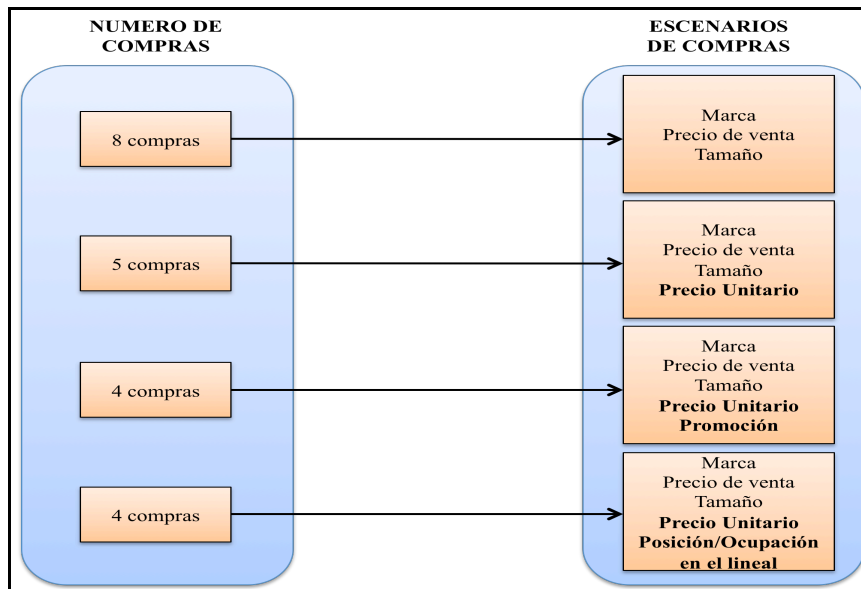 NUMERO DE
COMPRAS
ESCENARIOS
DE COMPRAS
8 compras
Marca
Precio de venta
Tamaño
5 compras
Marca
Precio de venta
Tamaño
Precio Unitario
4 compras
Marca
Precio de venta
Tamaño
Precio Unitario
Promoción
4 compras
Marca
Precio de venta
Tamaño
Precio Unitario
Posición/Ocupación
en el lineal